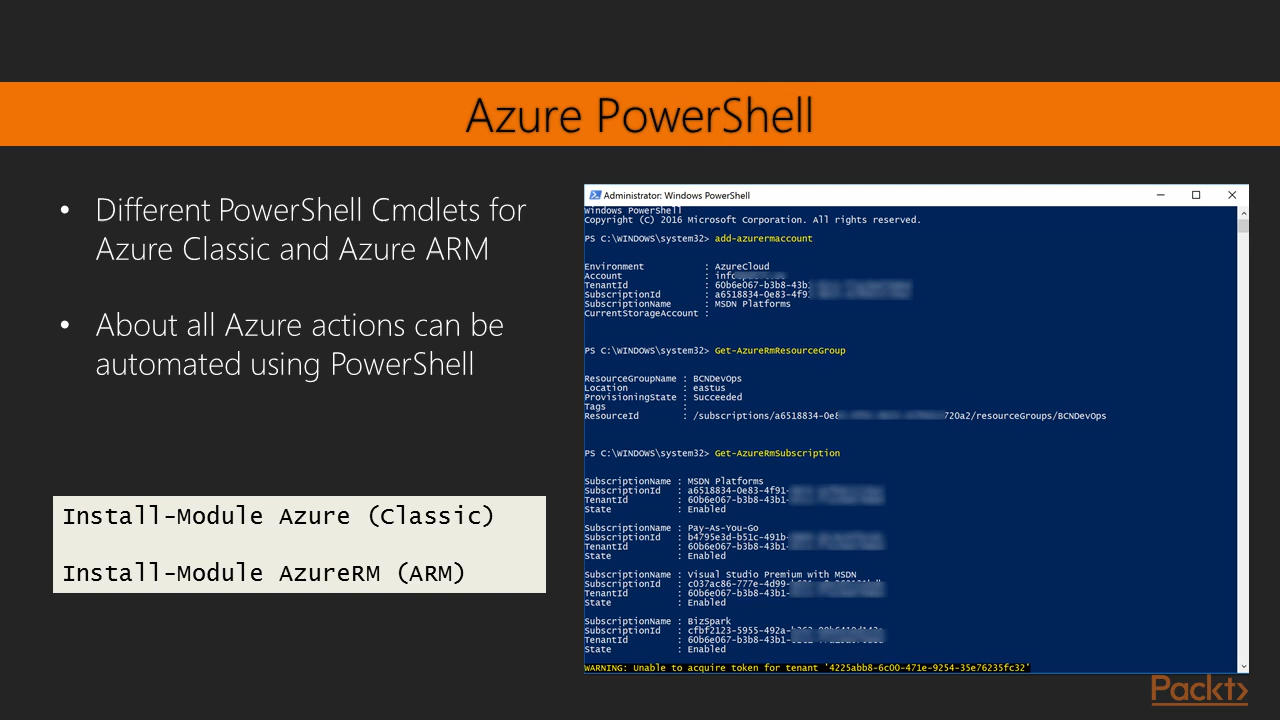 Azure PowerShell
• Different PowerShell Cmdlets for
Azure Classic and Azure ARM
• About all Azure actions can be
automated using PowerShell
Install-Module Azure (Classic)
Install-Module AzureRM (ARM)
Administrator: Windows PowerShell
Windows PowerShell
Copyright (C) 2016 Microsoft Corporation. All rights reserved.
PS C:\WINDOWS\system32> add-azurermaccount
Environment : AzureCloud
Account : info
TenantId : 60b6e067-b3b8-43b
SubscriptionId : a6518834-0e83-4f9
SubscriptionName : MSDN Platforms
CurrentStorageAccount :
PS C:\WINDOWS\system32> Get-AzureRmResourceGroup
ResourceGroupName : BCNDevOps
Location : eastus
ProvisioningState : Succeeded
Tags :
ResourceId : /subscriptions/a6518834-0e8 720a2/resourceGroups/BCNDevOps
PS C:\WINDOWS\system32> Get-AzureRmSubscription
SubscriptionName : MSDN Platforms
SubscriptionId : a6518834-0e83-4f91-
TenantId : 60b6e067-b3b8-43b1-
State : Enabled
SubscriptionName : Pay-As-You-Go
SubscriptionId : b4795e3d-b51c-491b-
TenantId : 60b6e067-b3b8-43b1-
State : Enabled
SubscriptionName : Visual Studio Premium with MSDN
SubscriptionId : c037ac86-777e-4d99-
TenantId : 60b6e067-b3b8-43b1-
State : Enabled
SubscriptionName : BizSpark
SubscriptionId : cfbf2123-5955-492a-
TenantId : 60b6e067-b3b8-43b1-
State : Enabled
WARNING: Unable to acquire token for tenant '4225abb8-6c00-471e-9254-35e76235fc32'
Packt